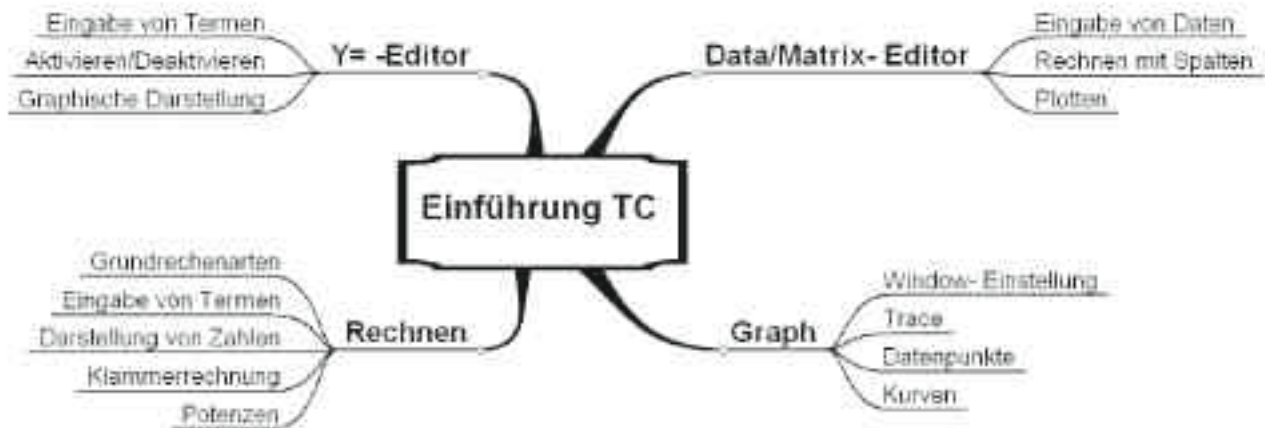 Eingabe von Termen
Aktivieren/Deaktivieren
Graphische Darstellung
Y= -Editor
Data/Matrix- Editor
Eingabe von Daten
Rechnen mit Spalten
Plotten
Einführung TC
Grundrechenarten
Eingabe von Termen
Darstellung von Zahlen
Klammerrechnung
Potenzen
Rechnen
Graph
Window- Einstellung
Trace
Datenpunkte
Kurven